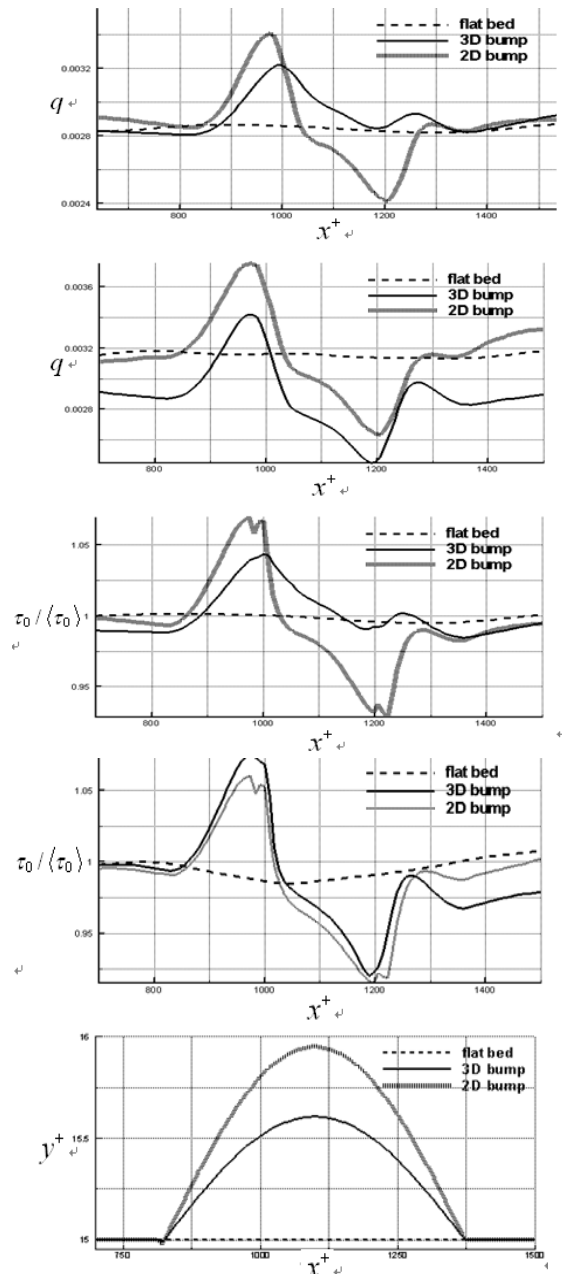 flat bed
3D bump
2D bump
0.0032
q ↵
0.0028
0.0024
800 1000 1200 1400
x⁺ ↵
flat bed
3D bump
2D bump
0.0036
0.0032
q ↵
0.0028
800 1000 1200 1400
x⁺ ↵
flat bed
3D bump
2D bump
1.05
τ₀ / ⟨τ₀⟩ 1
↵
0.95
800 1000 1200 1400
x⁺ ↵
↵
flat bed
3D bump
2D bump
1.05
τ₀ / ⟨τ₀⟩ 1
↵
0.95
↵
800 1000 1200 1400
x⁺ ↵
16
flat bed
3D bump
2D bump
15.5
y⁺ ↵
15
750 1000 1250 1500
x⁺ ↵